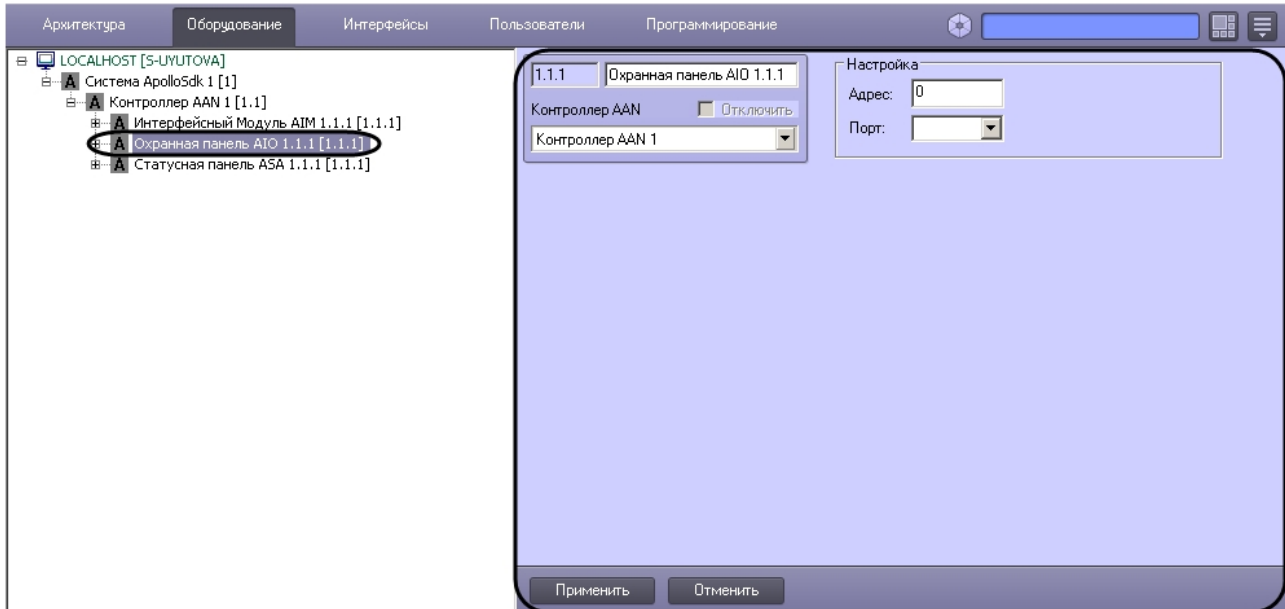 Архитектура Оборудование Интерфейсы Пользователи Программирование
LOCALHOST [S-UYUTOVA]
Система ApolloSdk 1 [1]
Контроллер AAN 1 [1.1]
Интерфейсный Модуль AIM 1.1.1 [1.1.1]
Охранная панель AIO 1.1.1 [1.1.1]
Статусная панель ASA 1.1.1 [1.1.1]
1.1.1 Охранная панель AIO 1.1.1
Контроллер AAN Отключить
Контроллер AAN 1
Настройка
Адрес: 0
Порт:
Применить Отменить